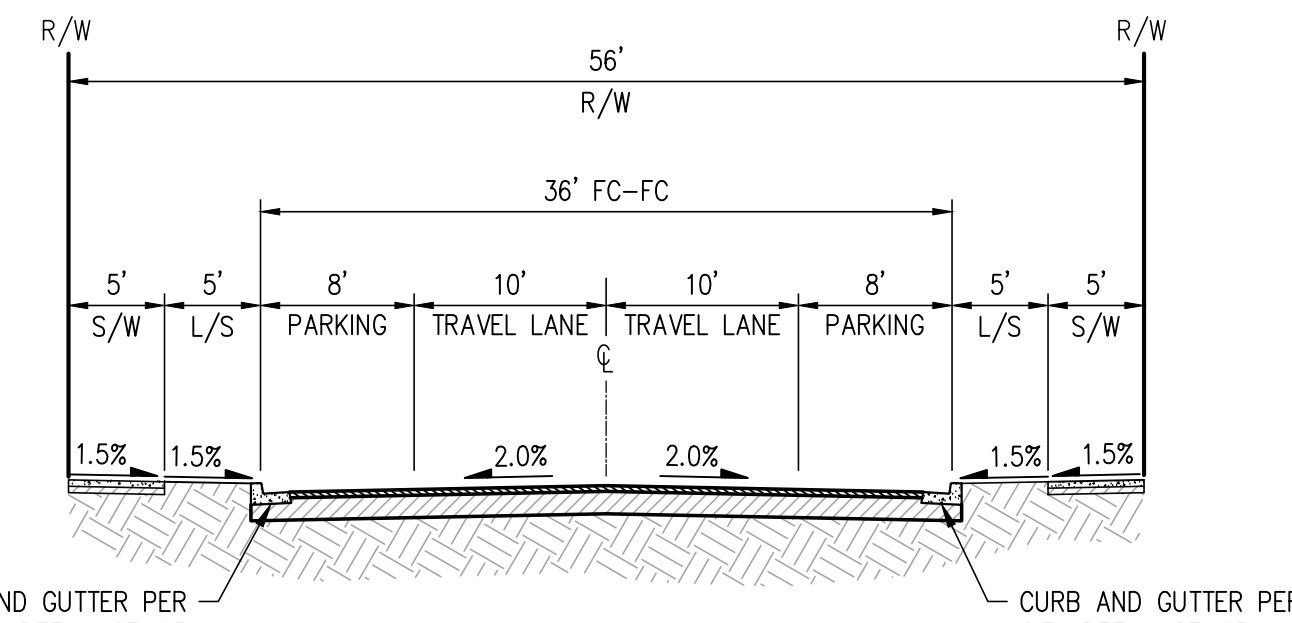 R/W R/W
56'
R/W
36' FC-FC
5' 5' 8' 10' 10' 8' 5' 5'
S/W L/S PARKING TRAVEL LANE TRAVEL LANE PARKING L/S S/W
℄
1.5% 1.5% 2.0% 2.0% 1.5% 1.5%
ND GUTTER PER CURB AND GUTTER PER